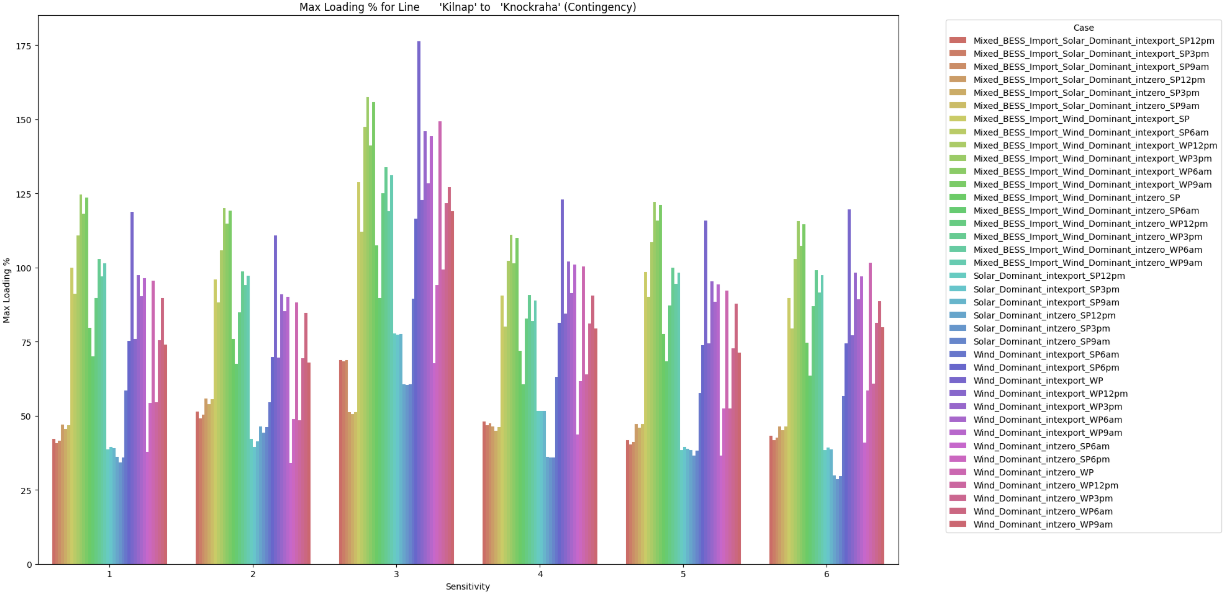 Max Loading % for Line      'Kilnap' to   'Knockraha' (Contingency)
Max Loading %
175
150
125
100
75
50
25
0
1 2 3 4 5 6
Sensitivity
Case
Mixed_BESS_Import_Solar_Dominant_intexport_SP12pm
Mixed_BESS_Import_Solar_Dominant_intexport_SP3pm
Mixed_BESS_Import_Solar_Dominant_intexport_SP9am
Mixed_BESS_Import_Solar_Dominant_intzero_SP12pm
Mixed_BESS_Import_Solar_Dominant_intzero_SP3pm
Mixed_BESS_Import_Solar_Dominant_intzero_SP9am
Mixed_BESS_Import_Wind_Dominant_intexport_SP
Mixed_BESS_Import_Wind_Dominant_intexport_SP6am
Mixed_BESS_Import_Wind_Dominant_intexport_WP12pm
Mixed_BESS_Import_Wind_Dominant_intexport_WP3pm
Mixed_BESS_Import_Wind_Dominant_intexport_WP6am
Mixed_BESS_Import_Wind_Dominant_intexport_WP9am
Mixed_BESS_Import_Wind_Dominant_intzero_SP
Mixed_BESS_Import_Wind_Dominant_intzero_SP6am
Mixed_BESS_Import_Wind_Dominant_intzero_WP12pm
Mixed_BESS_Import_Wind_Dominant_intzero_WP3pm
Mixed_BESS_Import_Wind_Dominant_intzero_WP6am
Mixed_BESS_Import_Wind_Dominant_intzero_WP9am
Solar_Dominant_intexport_SP12pm
Solar_Dominant_intexport_SP3pm
Solar_Dominant_intexport_SP9am
Solar_Dominant_intzero_SP12pm
Solar_Dominant_intzero_SP3pm
Solar_Dominant_intzero_SP9am
Wind_Dominant_intexport_SP6am
Wind_Dominant_intexport_SP6pm
Wind_Dominant_intexport_WP
Wind_Dominant_intexport_WP12pm
Wind_Dominant_intexport_WP3pm
Wind_Dominant_intexport_WP6am
Wind_Dominant_intexport_WP9am
Wind_Dominant_intzero_SP6am
Wind_Dominant_intzero_SP6pm
Wind_Dominant_intzero_WP
Wind_Dominant_intzero_WP12pm
Wind_Dominant_intzero_WP3pm
Wind_Dominant_intzero_WP6am
Wind_Dominant_intzero_WP9am